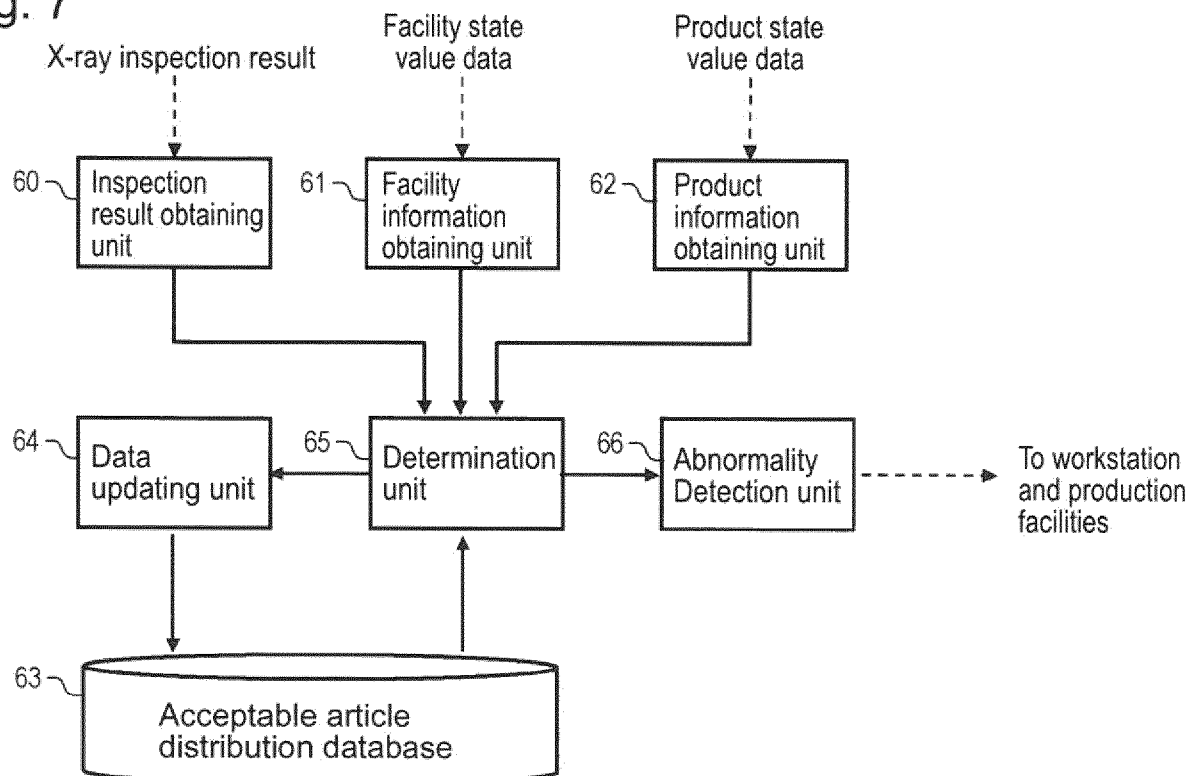 g. 7
X-ray inspection result
Facility state
value data
Product state
value data
60
Inspection
result obtaining
unit
61
Facility
information
obtaining unit
62
Product
information
obtaining unit
64
Data
updating unit
65
Determination
unit
66
Abnormality
Detection unit
To workstation
and production
facilities
63
Acceptable article
distribution database